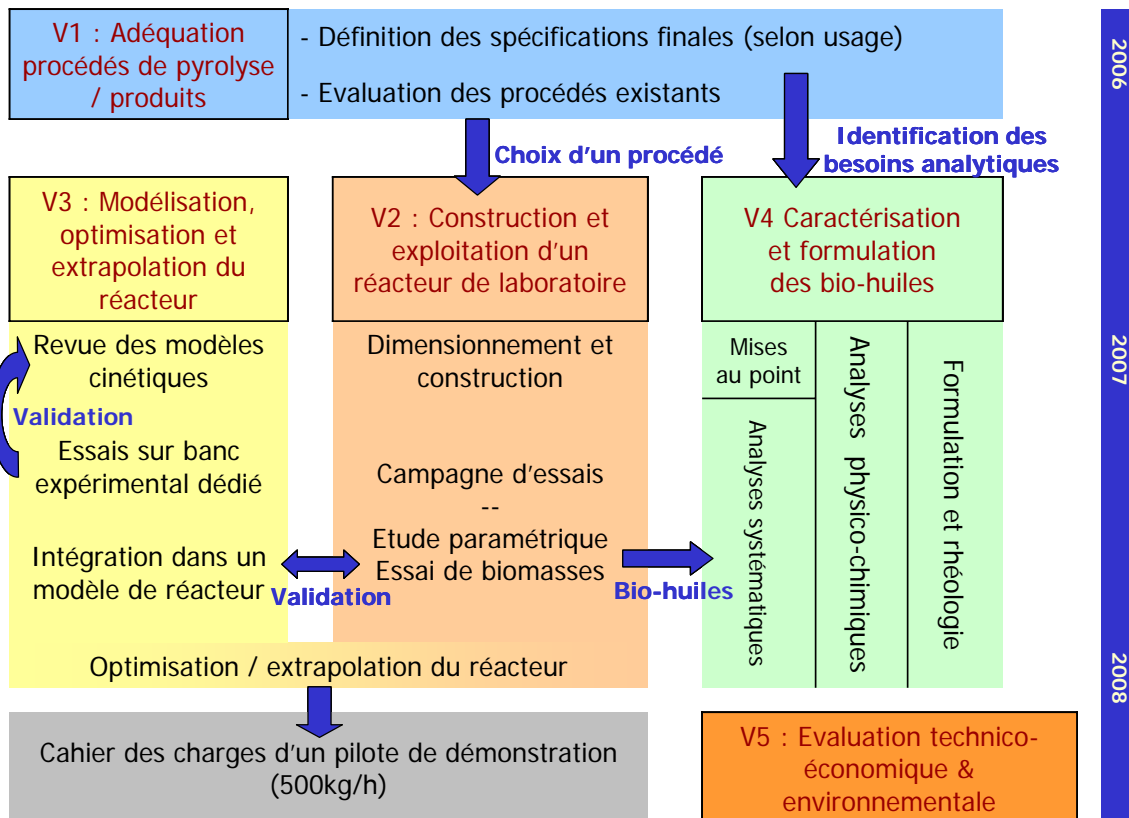 V1 : Adéquation
procédés de pyrolyse
/ produits
- Définition des spécifications finales (selon usage)
- Evaluation des procédés existants
2006
Choix d'un procédé
Identification des
besoins analytiques
V3 : Modélisation,
optimisation et
extrapolation du
réacteur
V2 : Construction et
exploitation d'un
réacteur de laboratoire
V4 Caractérisation
et formulation
des bio-huiles
Revue des modèles
cinétiques
Validation
Essais sur banc
expérimental dédié
Intégration dans un
modèle de réacteur
Validation
Dimensionnement et
construction
Campagne d'essais
--
Etude paramétrique
Essai de biomasses
Bio-huiles
Mises
au point
Analyses systématiques
Analyses physico-chimiques
Formulation et rhéologie
2007
Optimisation / extrapolation du réacteur
2008
Cahier des charges d'un pilote de démonstration
(500kg/h)
V5 : Evaluation technico-
économique &
environnementale